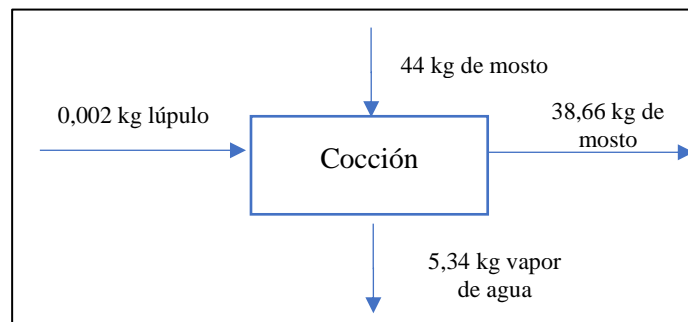 44 kg de mosto
0,002 kg lúpulo
38,66 kg de
mosto
Cocción
5,34 kg vapor
de agua